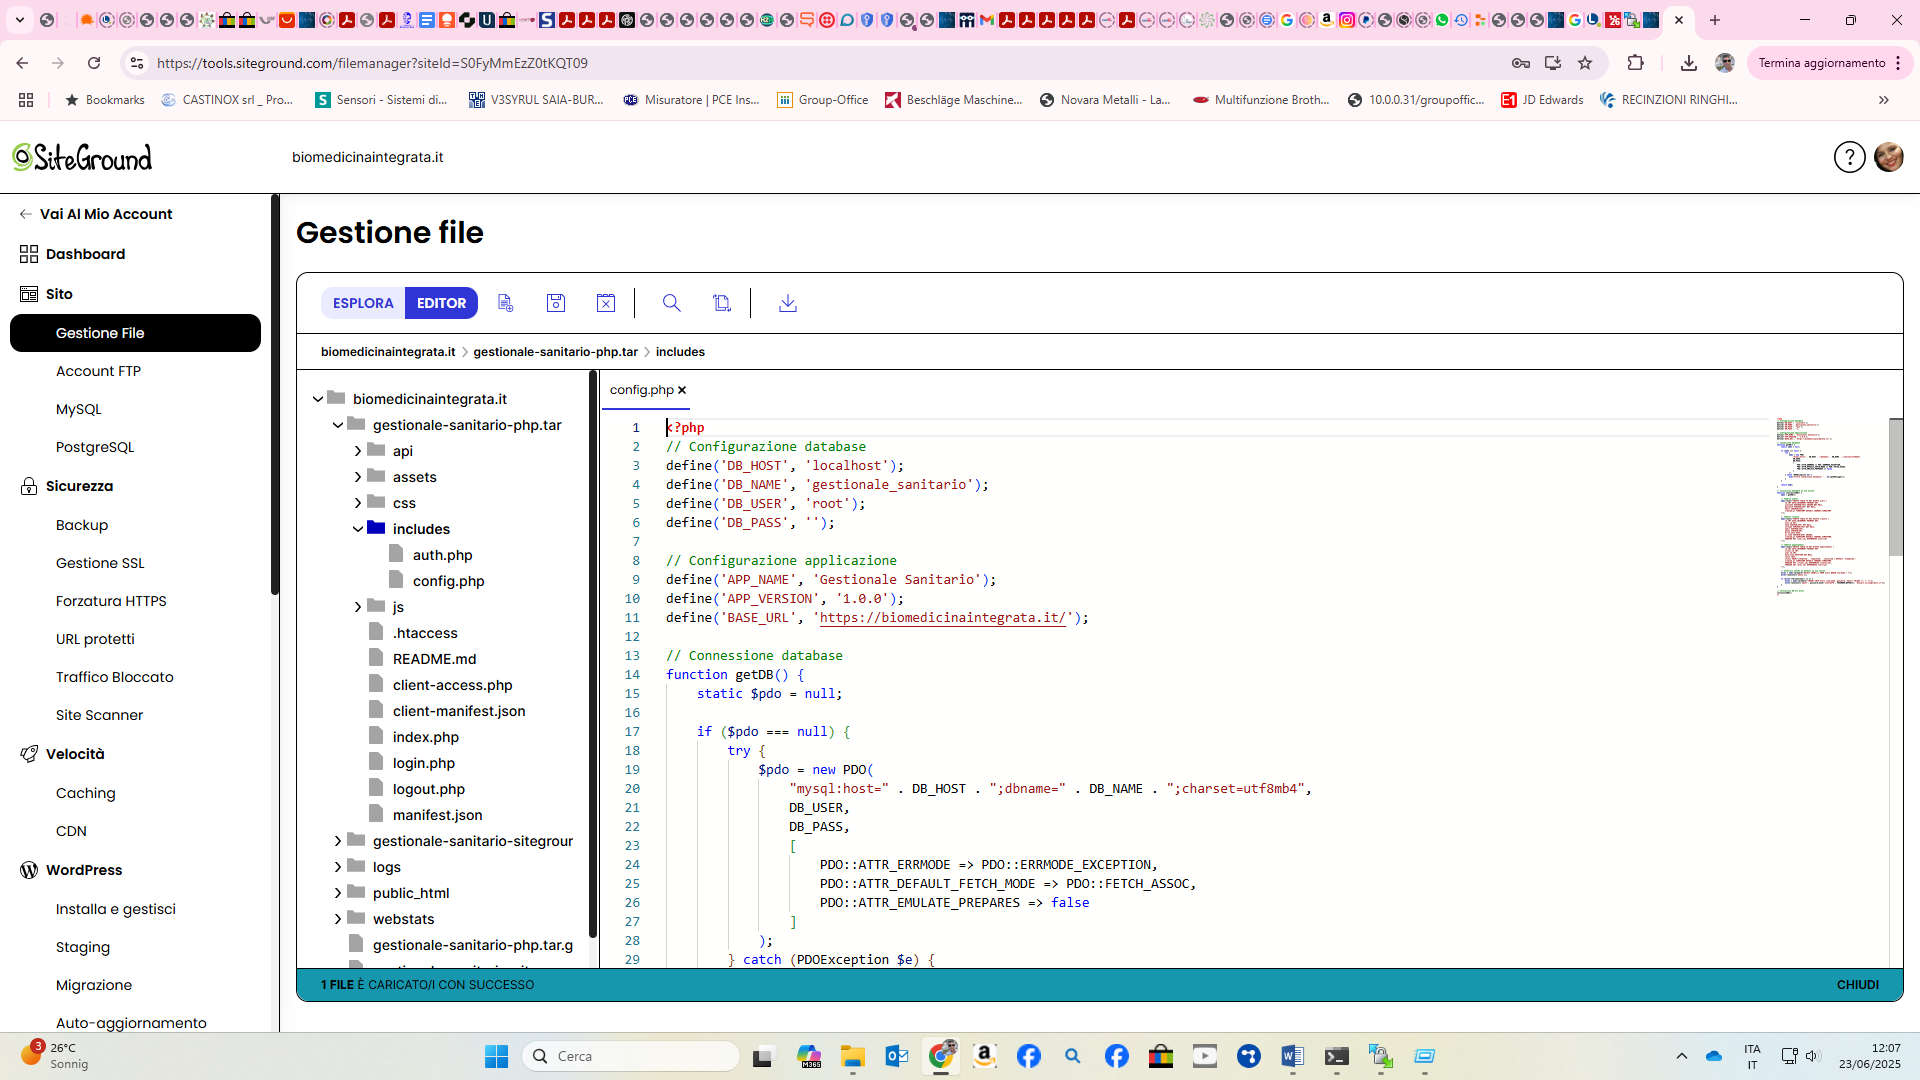 https://tools.siteground.com/filemanager?siteId=S0FyMmEzZ0tKQT09
Termina aggiornamento
Bookmarks
CASTINOX srl _ Pro...
Sensori - Sistemi di...
V3SYRUL SAIA-BUR...
Misuratore | PCE Ins...
Group-Office
Beschläge Maschine...
Novara Metalli - La...
Multifunzione Broth...
10.0.0.31/groupoffic...
JD Edwards
RECINZIONI RINGHI...
SiteGround
biomedicinaintegrata.it
Vai Al Mio Account
Dashboard
Sito
Gestione File
Account FTP
MySQL
PostgreSQL
Sicurezza
Backup
Gestione SSL
Forzatura HTTPS
URL protetti
Traffico Bloccato
Site Scanner
Velocità
Caching
CDN
WordPress
Installa e gestisci
Staging
Migrazione
Auto-aggiornamento
Gestione file
ESPLORA
EDITOR
biomedicinaintegrata.it > gestionale-sanitario-php.tar > includes
biomedicinaintegrata.it
gestionale-sanitario-php.tar
api
assets
css
includes
auth.php
config.php
js
.htaccess
README.md
client-access.php
client-manifest.json
index.php
login.php
logout.php
manifest.json
gestionale-sanitario-sitegrour
logs
public_html
webstats
gestionale-sanitario-php.tar.g
config.php
1 <?php
2 // Configurazione database
3 define('DB_HOST', 'localhost');
4 define('DB_NAME', 'gestionale_sanitario');
5 define('DB_USER', 'root');
6 define('DB_PASS', '');
7
8 // Configurazione applicazione
9 define('APP_NAME', 'Gestionale Sanitario');
10 define('APP_VERSION', '1.0.0');
11 define('BASE_URL', 'https://biomedicinaintegrata.it/');
12
13 // Connessione database
14 function getDB() {
15 static $pdo = null;
16
17 if ($pdo === null) {
18 try {
19 $pdo = new PDO(
20 "mysql:host=" . DB_HOST . ";dbname=" . DB_NAME . ";charset=utf8mb4",
21 DB_USER,
22 DB_PASS,
23 [
24 PDO::ATTR_ERRMODE => PDO::ERRMODE_EXCEPTION,
25 PDO::ATTR_DEFAULT_FETCH_MODE => PDO::FETCH_ASSOC,
26 PDO::ATTR_EMULATE_PREPARES => false
27 ]
28 );
29 } catch (PDOException $e) {
1 FILE È CARICATO/I CON SUCCESSO
CHIUDI
3
26°C
Sonnig
Cerca
ITA
IT
12:07
23/06/2025